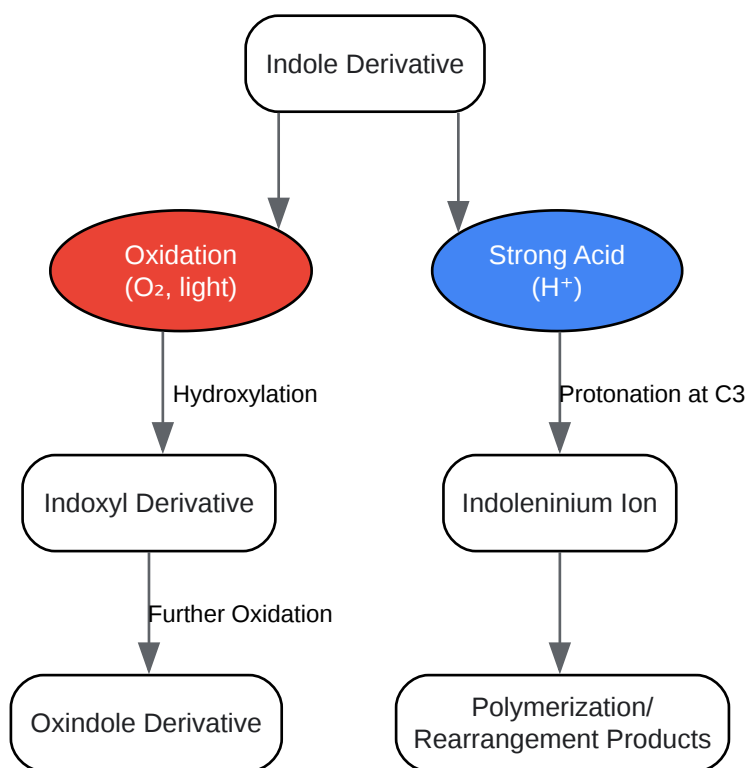 Indole Derivative
Oxidation
(O₂, light)
Strong Acid
(H⁺)
Hydroxylation
Protonation at C3
Indoxyl Derivative
Indoleninium Ion
Further Oxidation
Oxindole Derivative
Polymerization/
Rearrangement Products